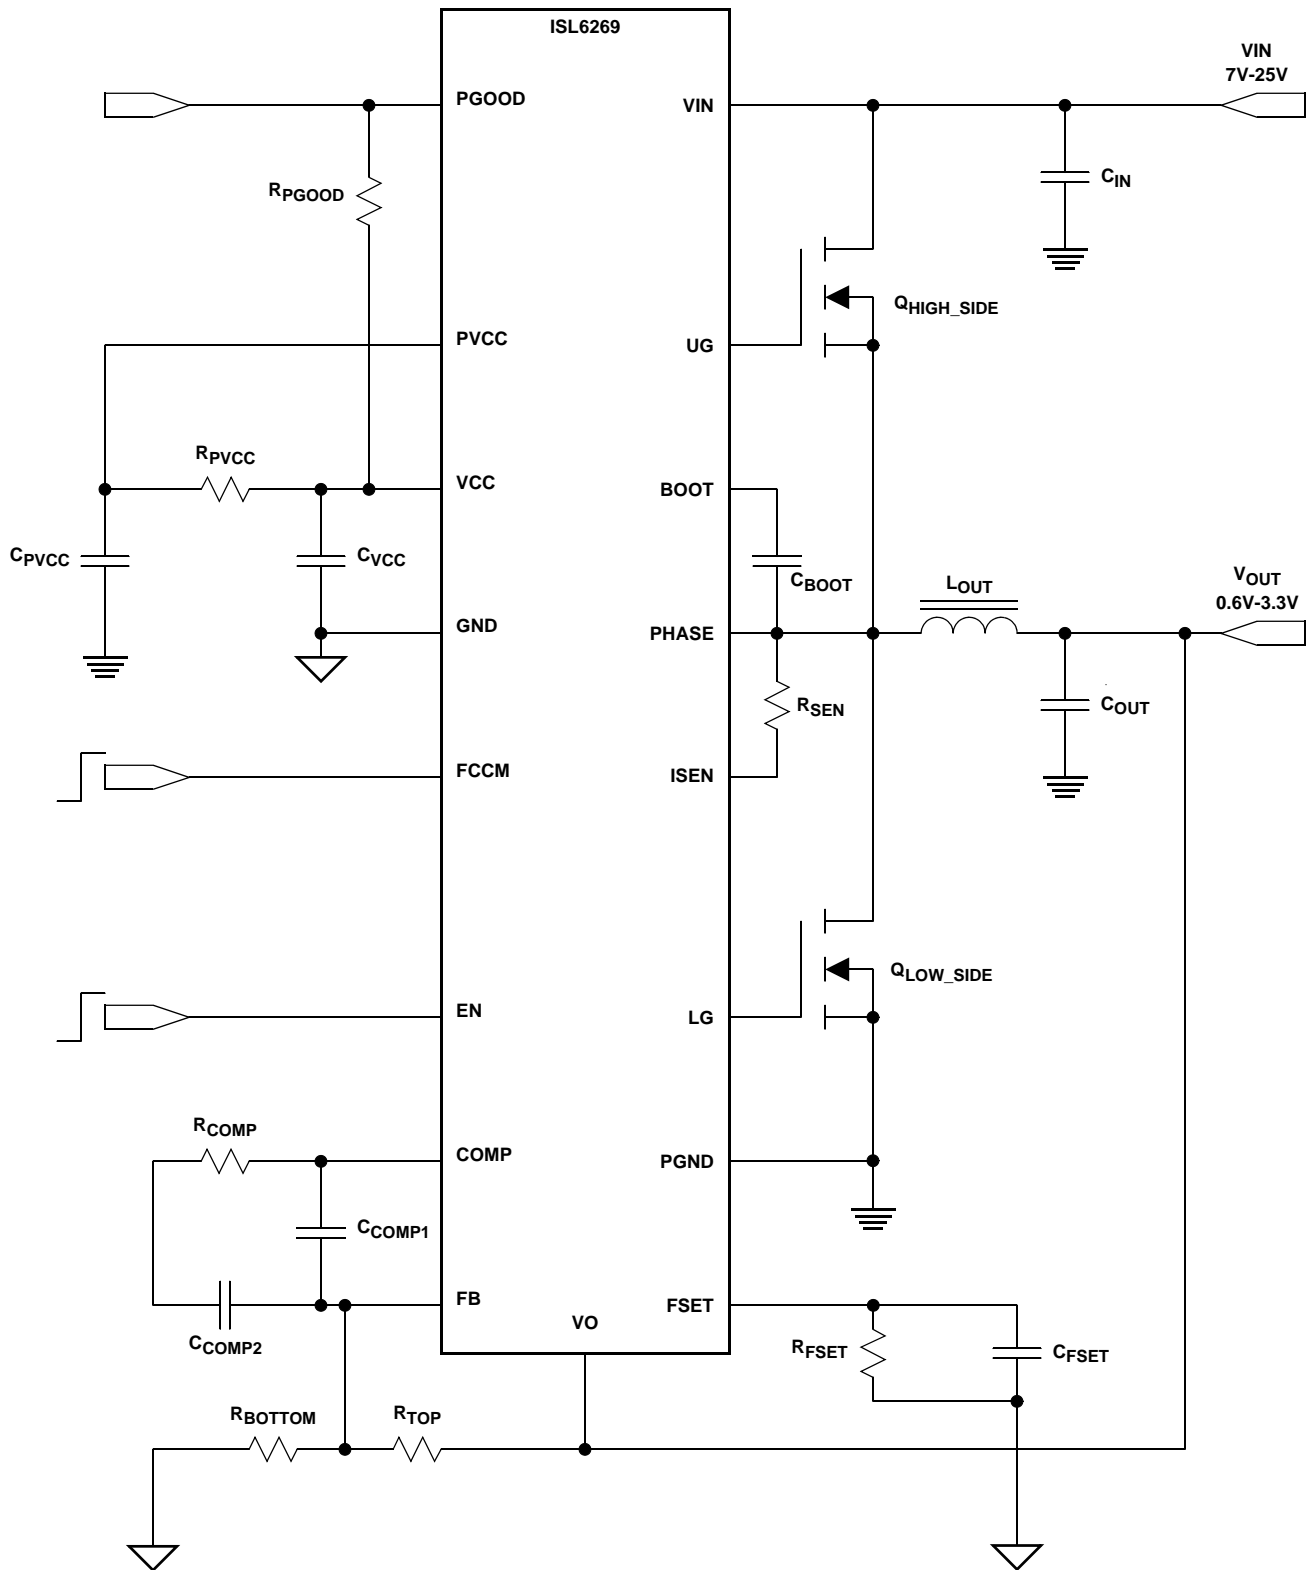 ISL6269
VIN
7V-25V
PGOOD
VIN
RPGOOD
CIN
QHIGH_SIDE
PVCC
UG
RPVCC
VCC
BOOT
CPVCC
CVCC
CBOOT
LOUT
VOUT
0.6V-3.3V
GND
PHASE
RSEN
COUT
FCCM
ISEN
QLOW_SIDE
EN
LG
RCOMP
COMP
PGND
CCOMP1
FB
FSET
VO
CCOMP2
RFSET
CFSET
RBOTTOM
RTOP